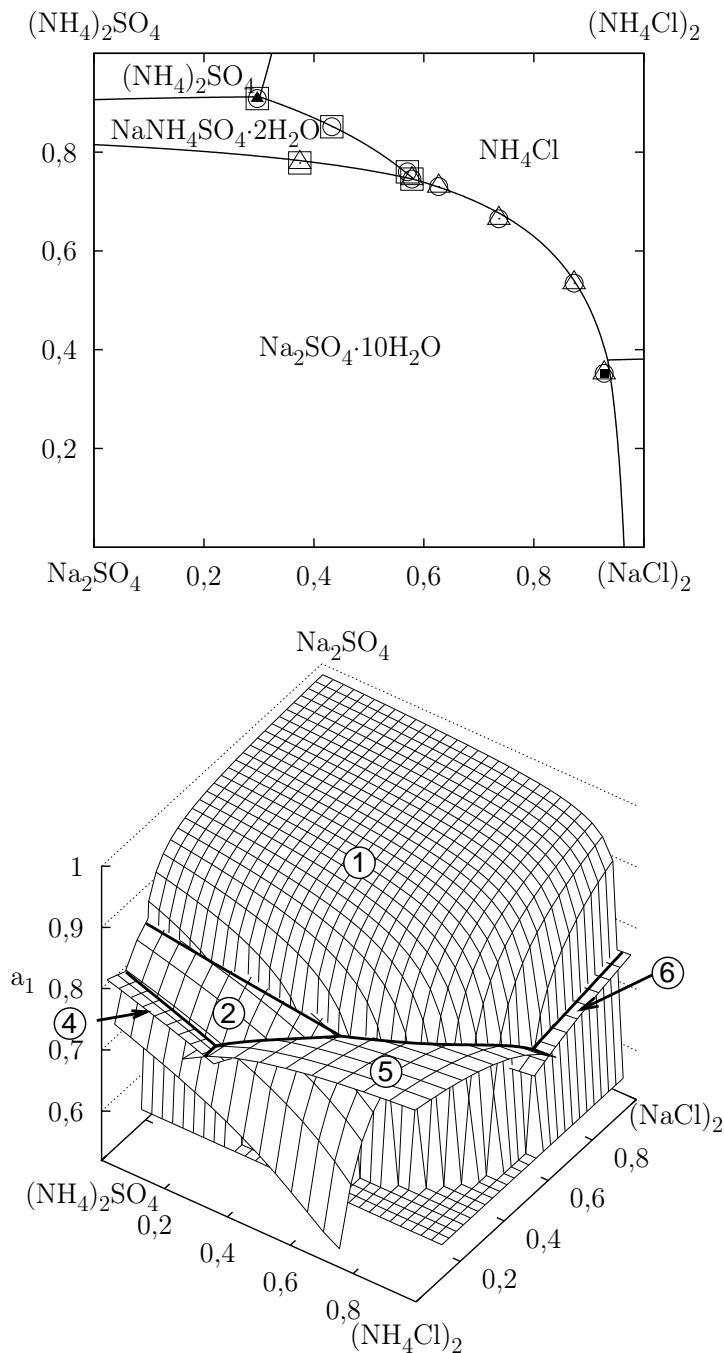 (NH4)2SO4 (NH4Cl)2
(NH4)2SO4
NaNH4SO4·2H2O
0,8
NH4Cl
0,6
0,4
Na2SO4·10H2O
0,2
Na2SO4 0,2 0,4 0,6 0,8 (NaCl)2
Na2SO4
1
1
0,9
a1 0,8
6
2
4
0,7
5
0,6
(NaCl)2
0,8
(NH4)2SO4
0,6
0,2
0,4
0,4
0,2
0,6
0,8
(NH4Cl)2